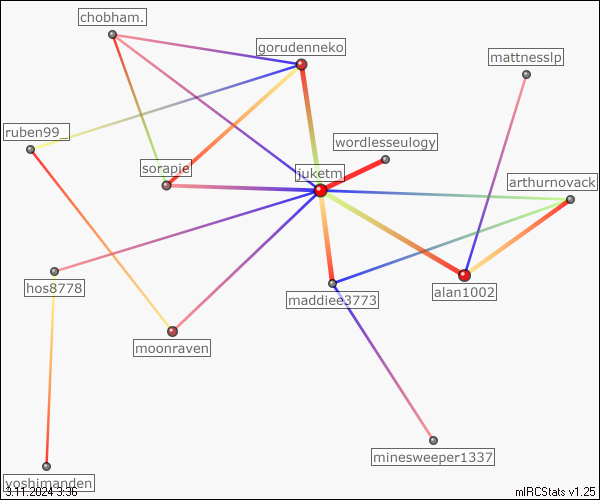 chobham.
gorudenneko
mattnesslp
ruben99_
wordlesseulogy
sorapie
juketm
arthurnovack
hos8778
maddiee3773
alan1002
moonraven
minesweeper1337
yoshimanden
3.11.2024 3:36
mIRCStats v1.25